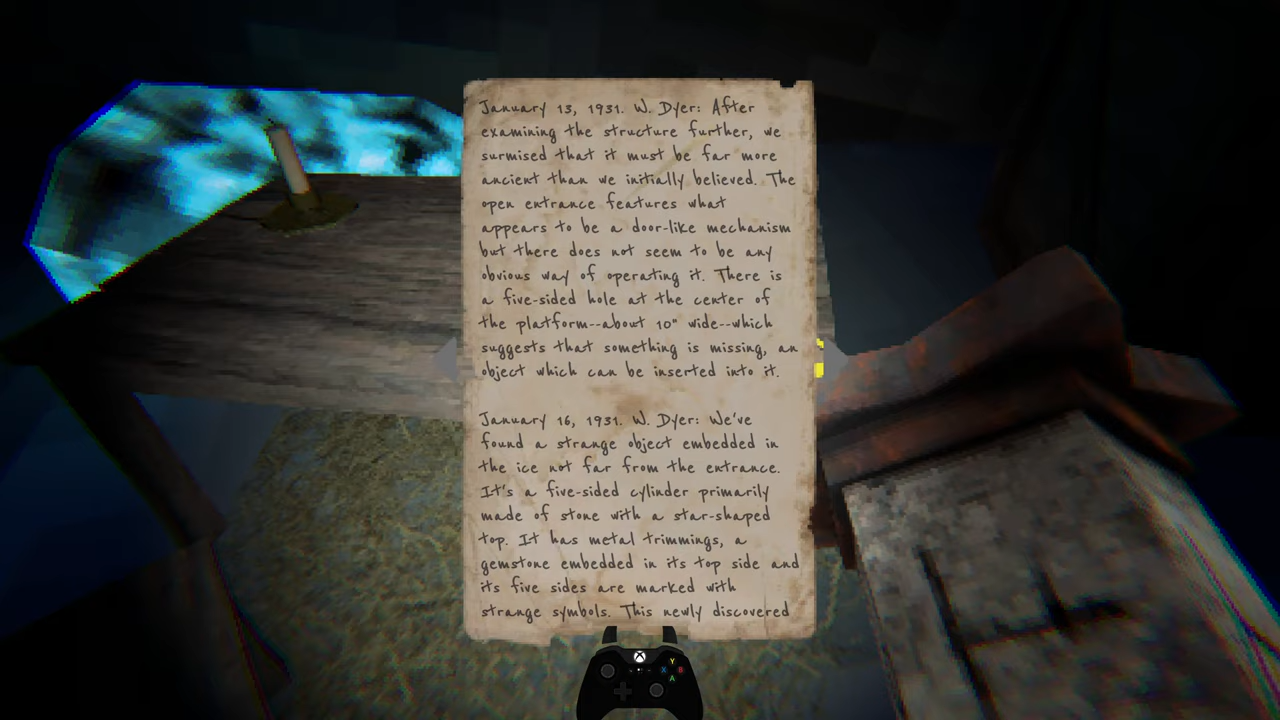 January 13, 1931. W. Dyer: After
examining the structure further, we
surmised that it must be far more
ancient than we initially believed. The
open entrance features what
appears to be a door-like mechanism
but there does not seem to be any
obvious way of operating it. There is
a five-sided hole at the center of
the platform--about 10" wide--which
suggests that something is missing, an
object which can be inserted into it.
January 16, 1931. W. Dyer: We've
found a strange object embedded in
the ice not far from the entrance.
It's a five-sided cylinder primarily
made of stone with a star-shaped
top. It has metal trimmings, a
gemstone embedded in its top side and
its five sides are marked with
strange symbols. This newly discovered
Y
X B
A